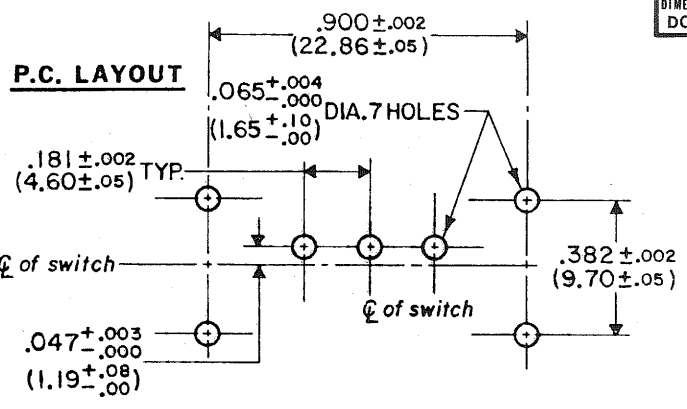 .900±.002
(22.86±.05)
DIME
DO
P.C. LAYOUT
.065+.004
-.000
(1.65+.10
-.00)
DIA. 7 HOLES
.181±.002
(4.60±.05)
TYP.
℄ of switch
.382±.002
(9.70±.05)
℄ of switch
.047+.003
-.000
(1.19+.08
-.00)